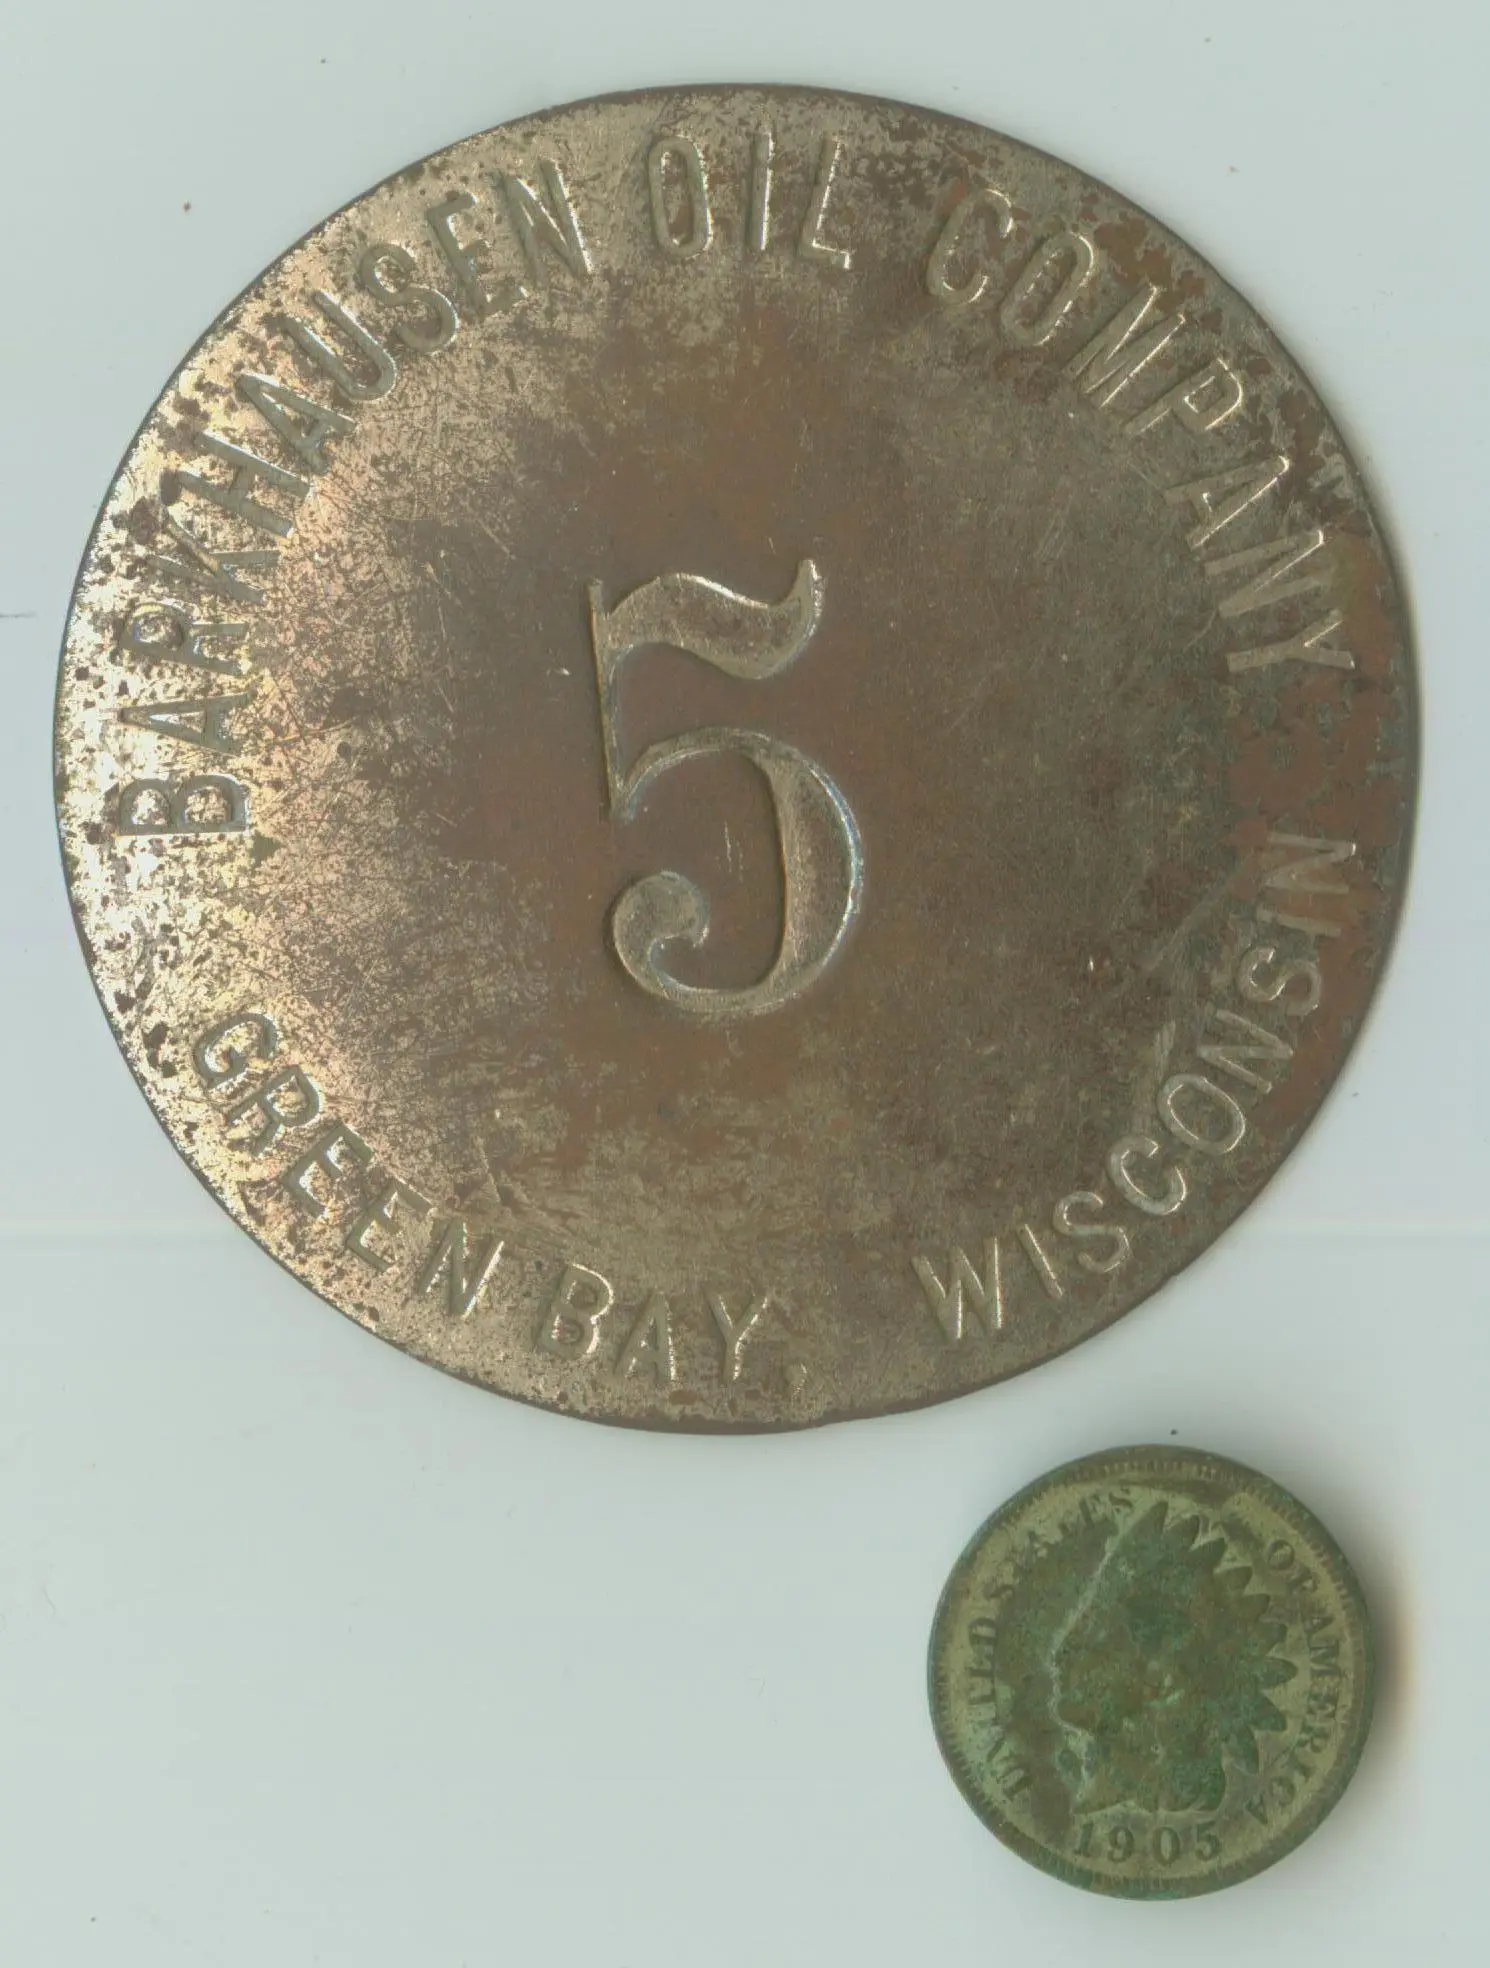 BARKHAUSEN OIL COMPANY
5
GREEN BAY, WISCONSIN
UNITED STATES OF AMERICA
1905